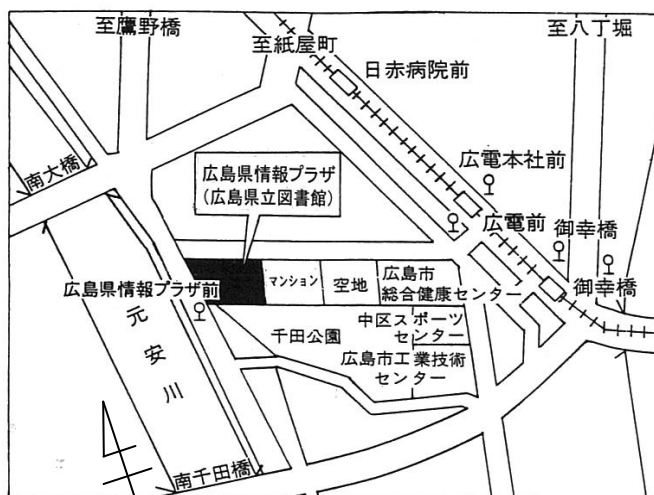 至鷹野橋
至紙屋町
至八丁堀
日赤病院前
南大橋
広島県情報プラザ
(広島県立図書館)
広電本社前
広電前
御幸橋
御幸橋
広島県情報プラザ前
マンション
空地
広島市
総合健康センター
元安川
千田公園
中区スポーツ
センター
広島市工業技術
センター
南千田橋